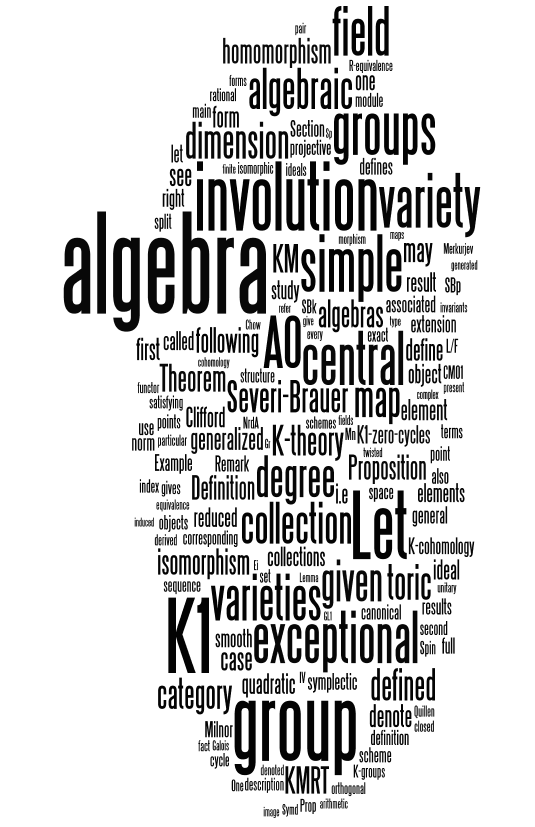 pair field
homomorphism
R-equivalence
forms algebraic one
rational module
main form groups
let dimension Section Sp
projective
see finite isomorphic ideals defines
right involution variety
split morphism maps
algebra KM simple may Merkurjev
generated
study result SBp
refer SBk algebras associated invariants
give type extension
Chow A0 every exact
first called following central define L/F
cohomology object CM01
functor Theorem structure present
satisfying Severi-Brauer map complex
element
use points Clifford NrdA schemes fields
norm particular generalized Gr K-theory Mn K1-zero-cycles terms
twisted point
Example Remark Proposition also
index gives Definition degree i.e space elements
equivalence
induced objects reduced collection Let general
derived corresponding K-cohomology
isomorphism Ei collections ideal
set Lemma given toric unitary
sequence varieties GL1 canonical results
K1 smooth exceptional second
case Spin full
category quadratic IV symplectic defined
Milnor group denote Quillen
closed
fact Galois definition
cycle scheme
denoted KMRT K-groups
One description orthogonal
image Symd Prop arithmetic